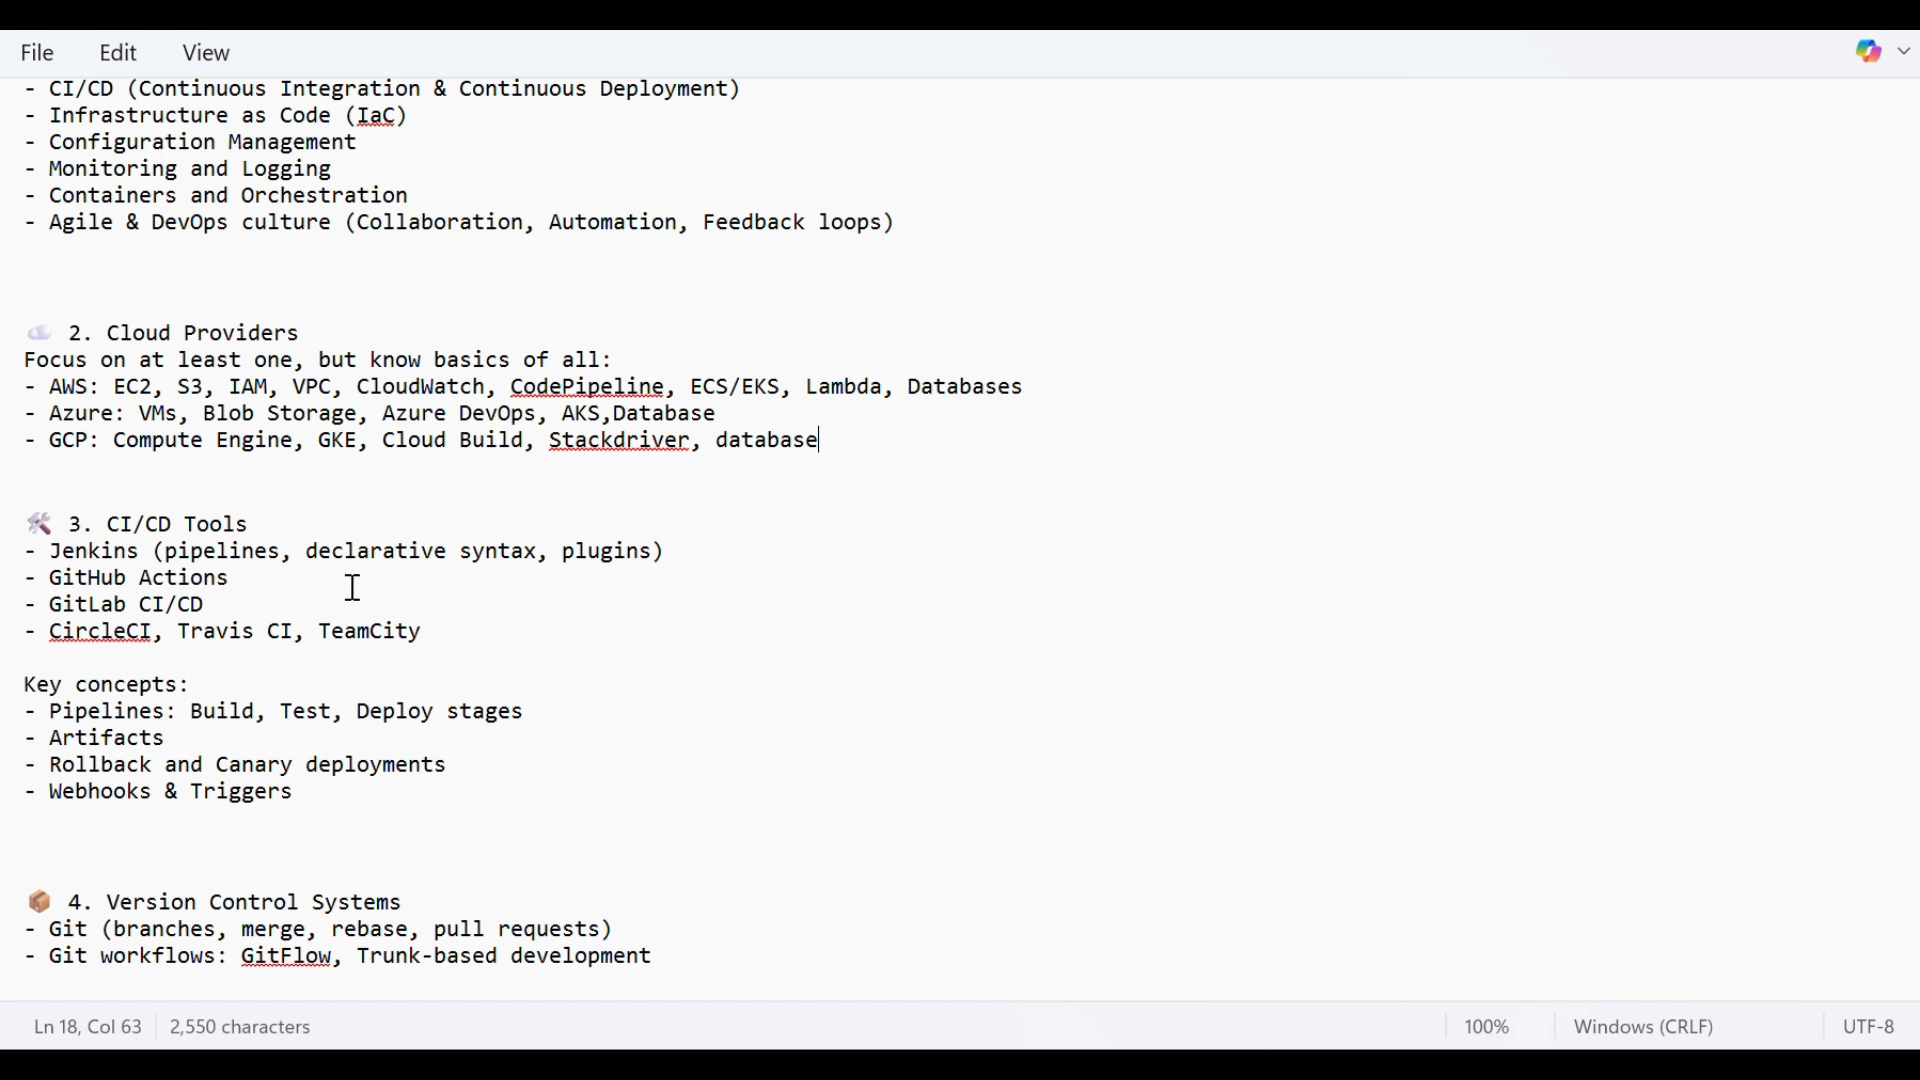 File Edit View
- CI/CD (Continuous Integration & Continuous Deployment)
- Infrastructure as Code (IaC)
- Configuration Management
- Monitoring and Logging
- Containers and Orchestration
- Agile & DevOps culture (Collaboration, Automation, Feedback loops)
☁️ 2. Cloud Providers
Focus on at least one, but know basics of all:
- AWS: EC2, S3, IAM, VPC, CloudWatch, CodePipeline, ECS/EKS, Lambda, Databases
- Azure: VMs, Blob Storage, Azure DevOps, AKS,Database
- GCP: Compute Engine, GKE, Cloud Build, Stackdriver, database
🛠️ 3. CI/CD Tools
- Jenkins (pipelines, declarative syntax, plugins)
- GitHub Actions
- GitLab CI/CD
- CircleCI, Travis CI, TeamCity
Key concepts:
- Pipelines: Build, Test, Deploy stages
- Artifacts
- Rollback and Canary deployments
- Webhooks & Triggers
📦 4. Version Control Systems
- Git (branches, merge, rebase, pull requests)
- Git workflows: GitFlow, Trunk-based development
Ln 18, Col 63 2,550 characters 100% Windows (CRLF) UTF-8